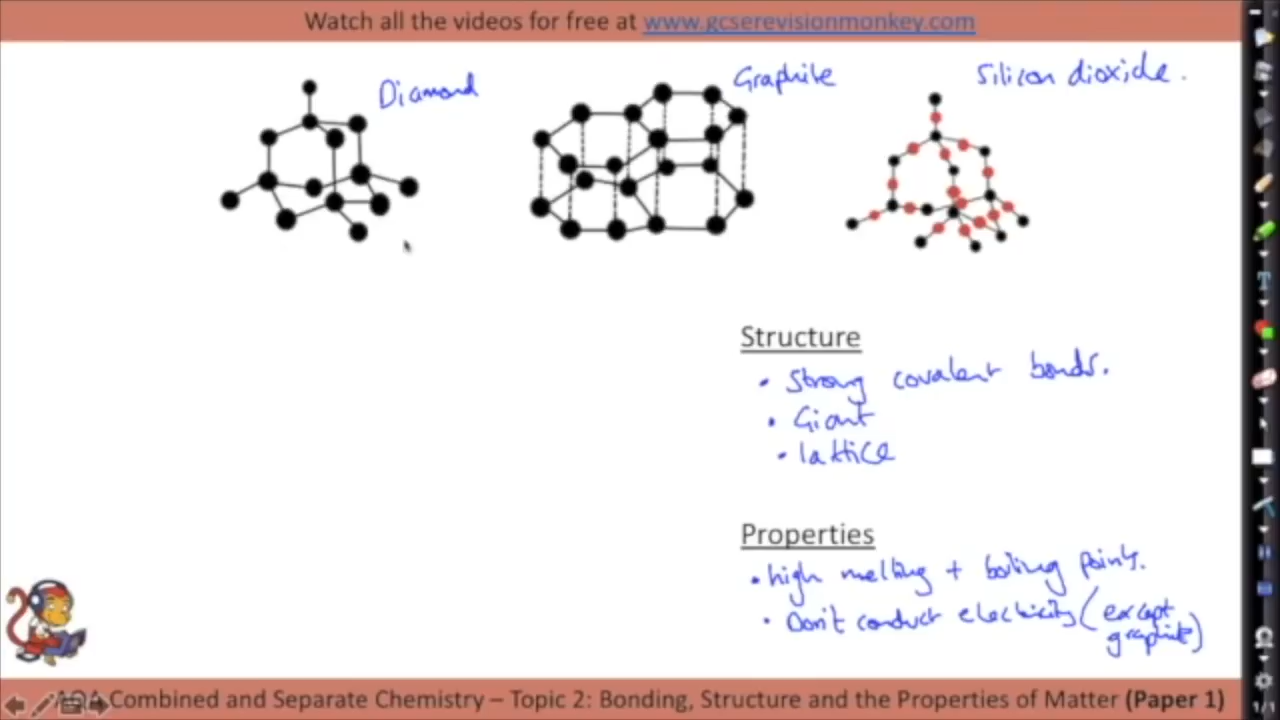 Watch all the videos for free at www.gcserevisionmonkey.com
Diamond
Graphite
Silicon dioxide.
Structure
• Strong covalent bonds.
• Giant
• lattice
Properties
• high melting + boiling points.
• Don't conduct electricity (except
graphite)
AQA Combined and Separate Chemistry – Topic 2: Bonding, Structure and the Properties of Matter (Paper 1)
1/1